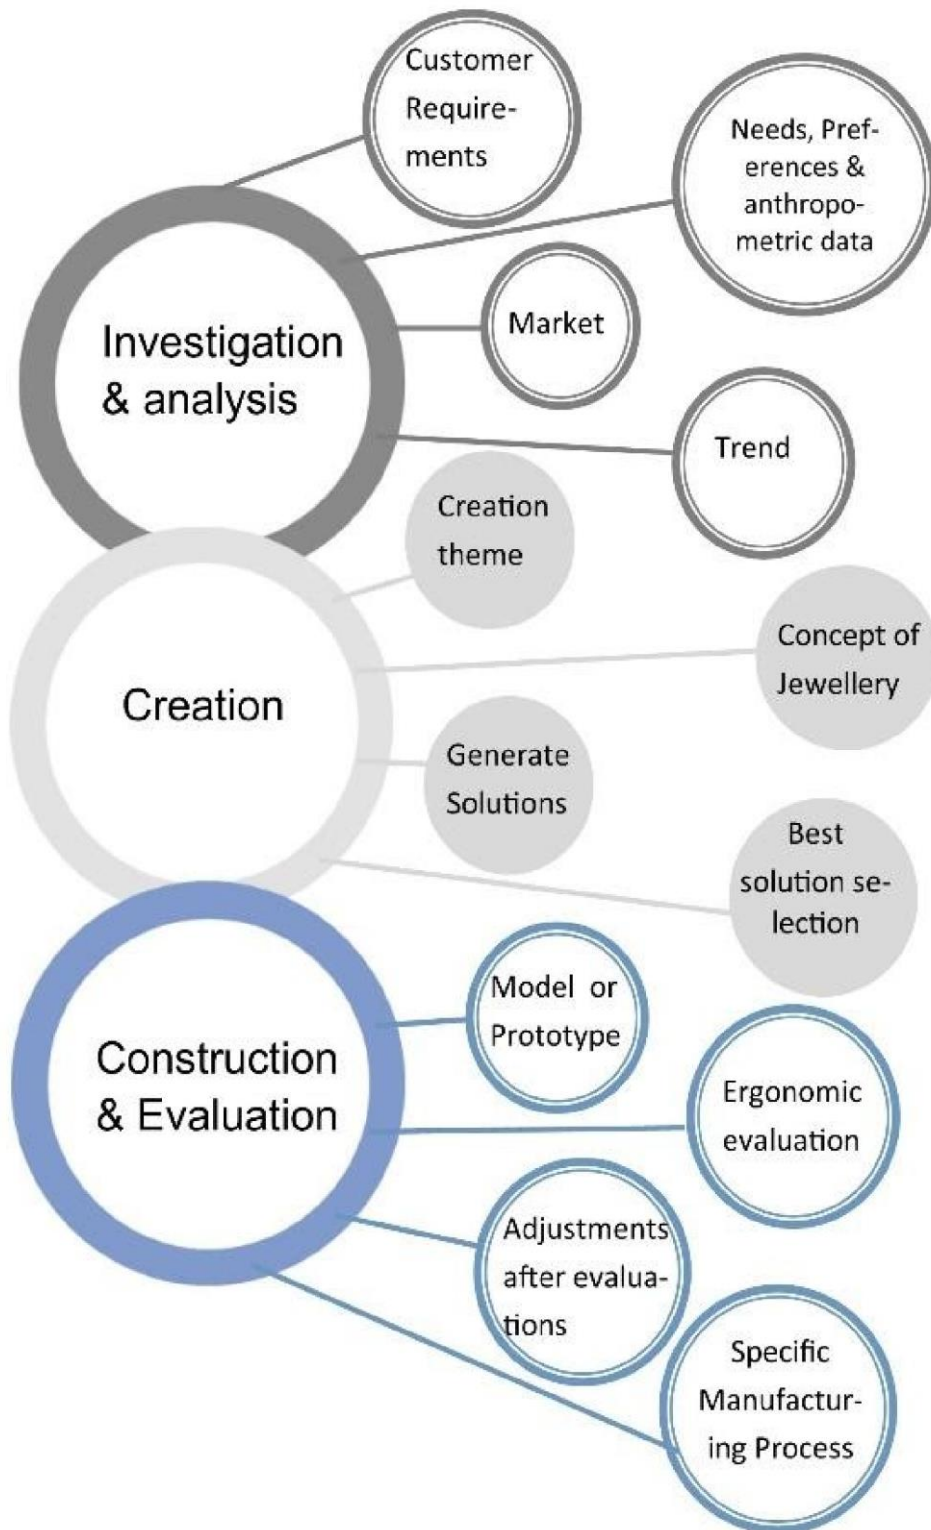 Customer
Require-
ments
Needs, Pref-
erences &
anthropo-
metric data
Investigation
& analysis
Market
Trend
Creation
theme
Creation
Concept of
Jewellery
Generate
Solutions
Best
solution se-
lection
Construction
& Evaluation
Model or
Prototype
Ergonomic
evaluation
Adjustments
after evalua-
tions
Specific
Manufactur-
ing Process